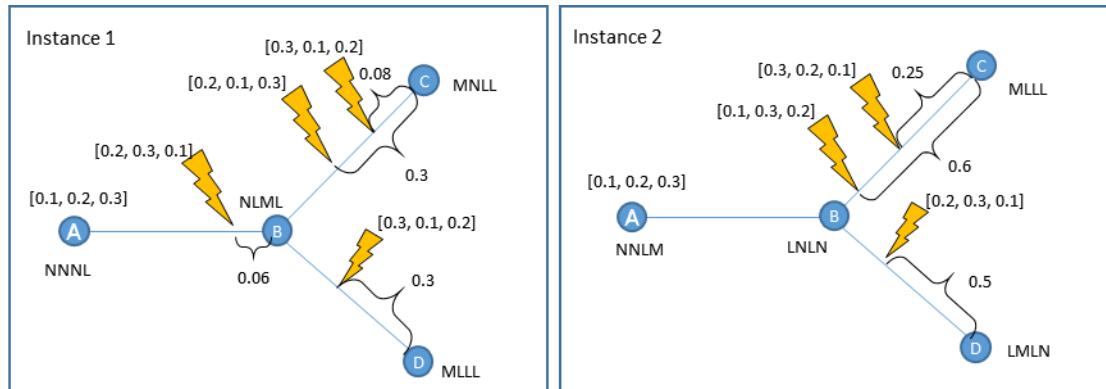 Instance 1
[0.3, 0.1, 0.2]
[0.2, 0.1, 0.3]
0.08
C
MNLL
[0.2, 0.3, 0.1]
0.3
[0.1, 0.2, 0.3]
NLML
A
B
[0.3, 0.1, 0.2]
NNNL
0.06
0.3
D
MLLL
Instance 2
[0.3, 0.2, 0.1]
0.25
C
MLLL
[0.1, 0.3, 0.2]
0.6
[0.1, 0.2, 0.3]
[0.2, 0.3, 0.1]
A
B
NNLM
LNLN
0.5
D
LMLN